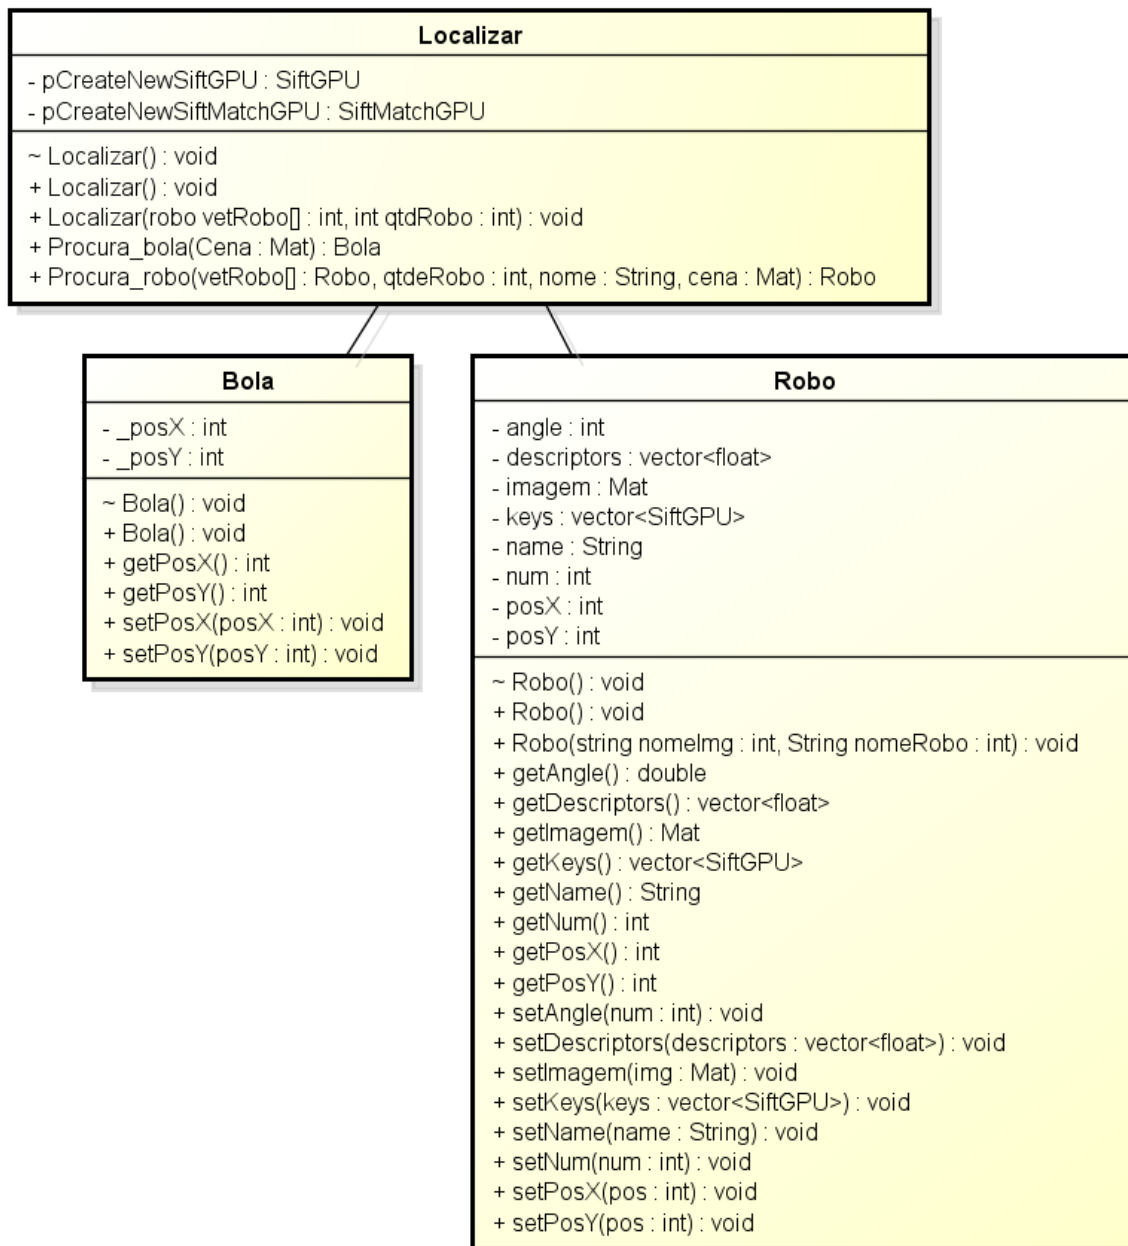 Localizar
- pCreateNewSiftGPU : SiftGPU
- pCreateNewSiftMatchGPU : SiftMatchGPU
~ Localizar() : void
+ Localizar() : void
+ Localizar(robo vetRobo[] : int, int qtdRobo : int) : void
+ Procura_bola(Cena : Mat) : Bola
+ Procura_robo(vetRobo[] : Robo, qtdeRobo : int, nome : String, cena : Mat) : Robo
Bola
- _posX : int
- _posY : int
~ Bola() : void
+ Bola() : void
+ getPosX() : int
+ getPosY() : int
+ setPosX(posX : int) : void
+ setPosY(posY : int) : void
Robo
- angle : int
- descriptors : vector<float>
- imagem : Mat
- keys : vector<SiftGPU>
- name : String
- num : int
- posX : int
- posY : int
~ Robo() : void
+ Robo() : void
+ Robo(string nomeImg : int, String nomeRobo : int) : void
+ getAngle() : double
+ getDescriptors() : vector<float>
+ getImagem() : Mat
+ getKeys() : vector<SiftGPU>
+ getName() : String
+ getNum() : int
+ getPosX() : int
+ getPosY() : int
+ setAngle(num : int) : void
+ setDescriptors(descriptors : vector<float>) : void
+ setImagem(img : Mat) : void
+ setKeys(keys : vector<SiftGPU>) : void
+ setName(name : String) : void
+ setNum(num : int) : void
+ setPosX(pos : int) : void
+ setPosY(pos : int) : void